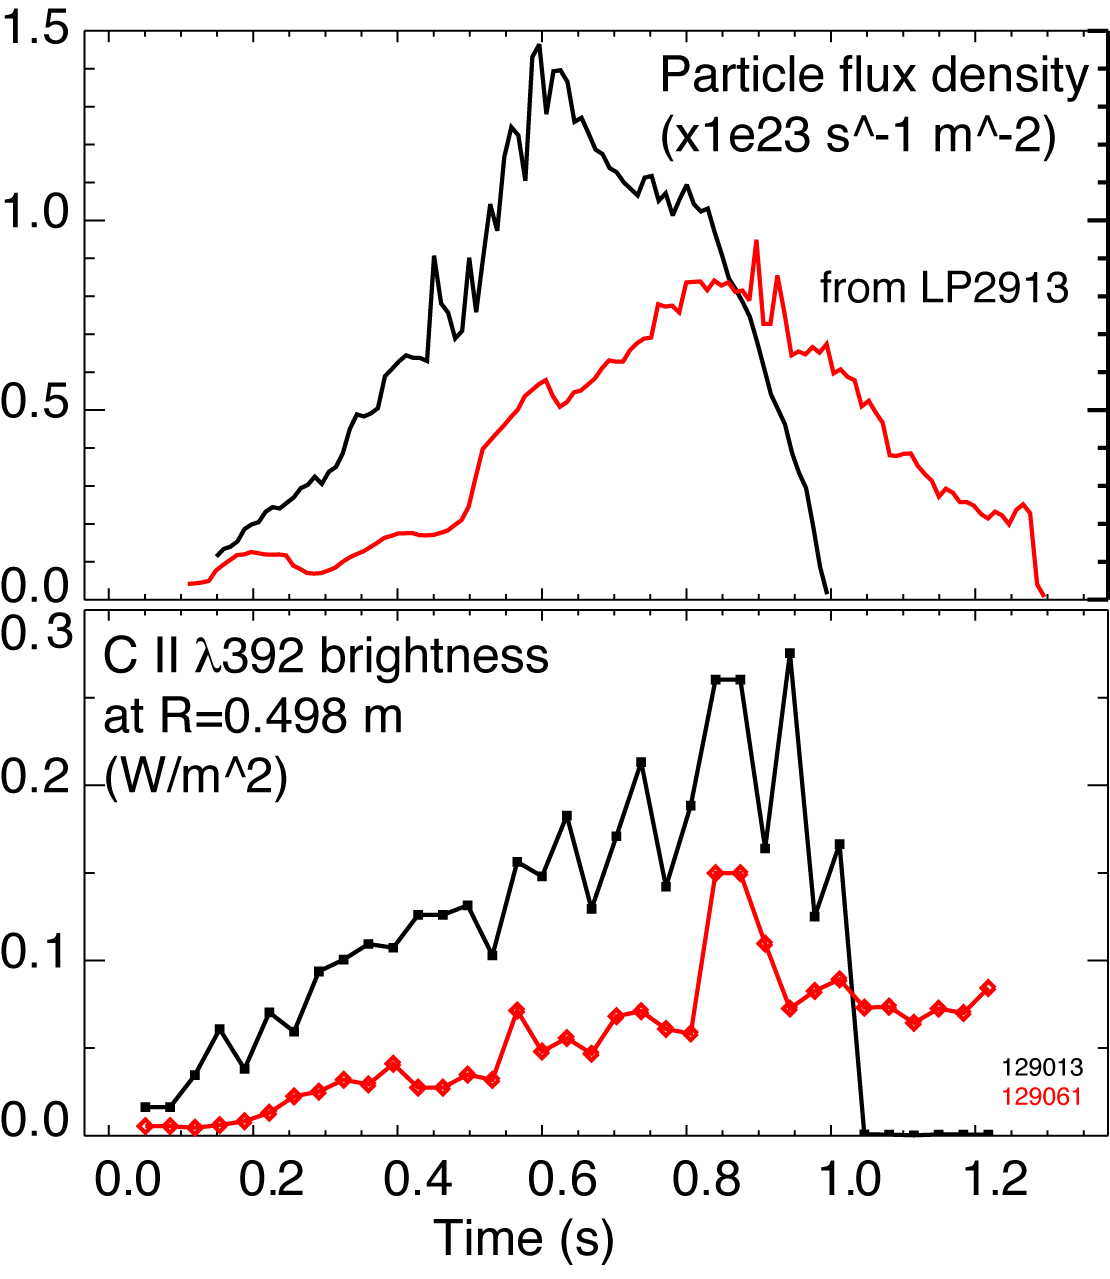 1.5
Particle flux density
(x1e23 s^-1 m^-2)
1.0
from LP2913
0.5
0.0
0.3
C II λ392 brightness
at R=0.498 m
(W/m^2)
0.2
0.1
129013
129061
0.0
0.0 0.2 0.4 0.6 0.8 1.0 1.2
Time (s)